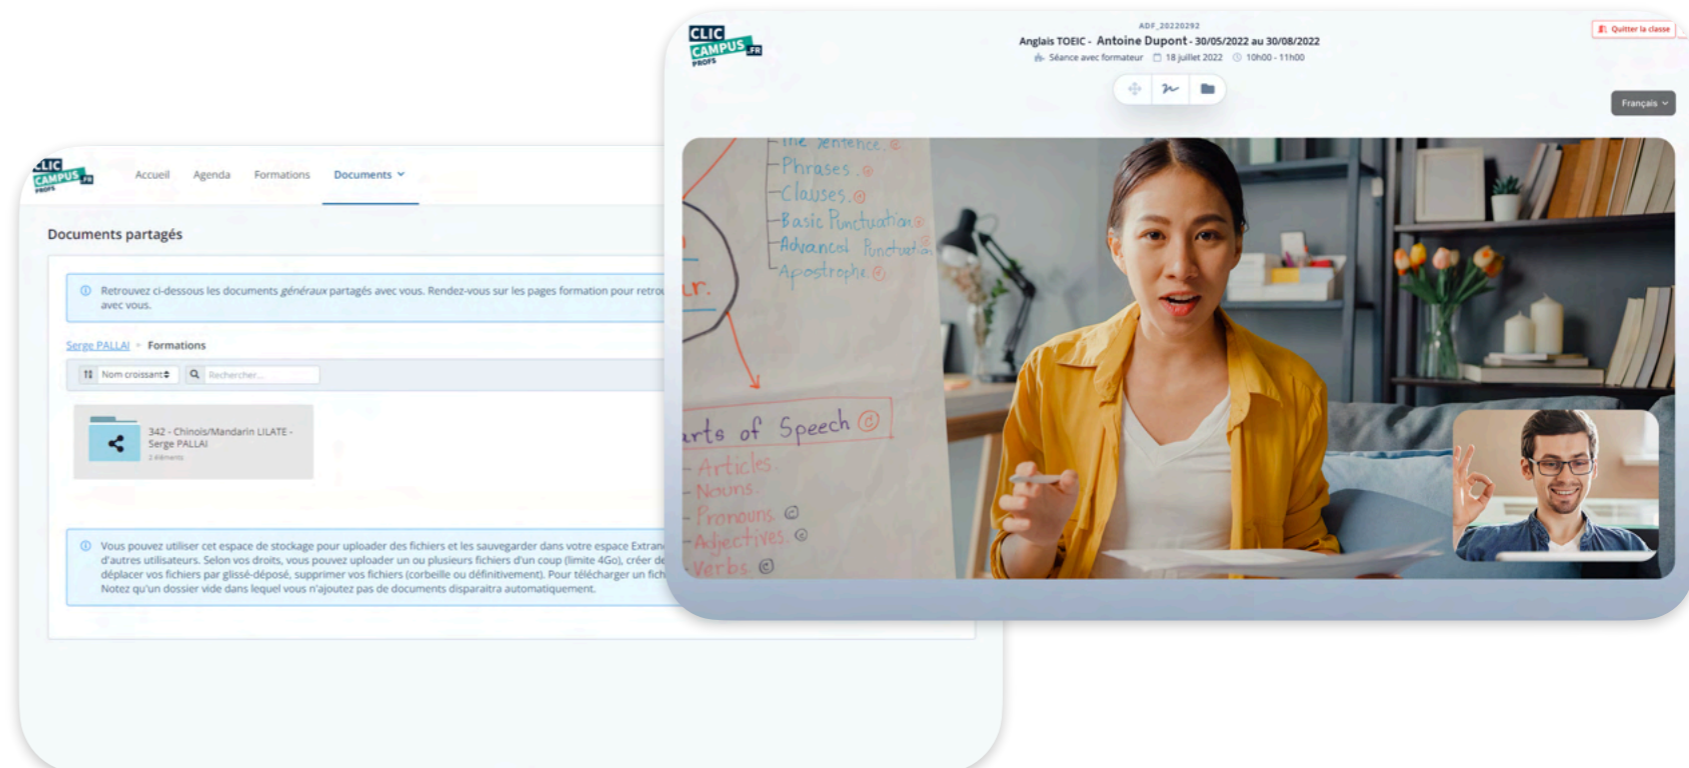 CLIC
CAMPUS
.FR
PROFS
Accueil
Agenda
Formations
Documents
Documents partagés
Retrouvez ci-dessous les documents généraux partagés avec vous. Rendez-vous sur les pages formation pour
avec vous.
Serge PALLAI
Formations
Nom croissant
Rechercher...
342 - Chinois/Mandarin LILATE -
Serge PALLAI
2 éléments
Vous pouvez utiliser cet espace de stockage pour uploader des fichiers et les sauvegarder dans votre espace
d'autres utilisateurs. Selon vos droits, vous pouvez uploader un ou plusieurs fichiers d'un coup (limite 4Go), créer
déplacer vos fichiers par glissé-déposé, supprimer vos fichiers (corbeille ou définitivement). Pour télécharger un
Notez qu'un dossier vide dans lequel vous n'ajoutez pas de documents disparaitra automatiquement.
CLIC
CAMPUS
.FR
PROFS
ADF_20220292
Anglais TOEIC - Antoine Dupont - 30/05/2022 au 30/08/2022
Séance avec formateur 18 juillet 2022 10h00 - 11h00
Quitter la classe
Français
The Sentence.
Phrases.
Clauses.
Basic Punctuation
Advanced Punctuation
Apostrophe.
of Speech
- Articles.
- Nouns.
- Pronouns.
- Adjectives.
- Verbs.